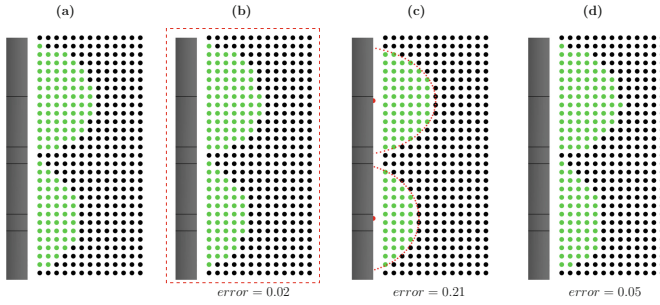 (a) (b) (c) (d)
error = 0.02 error = 0.21 error = 0.05